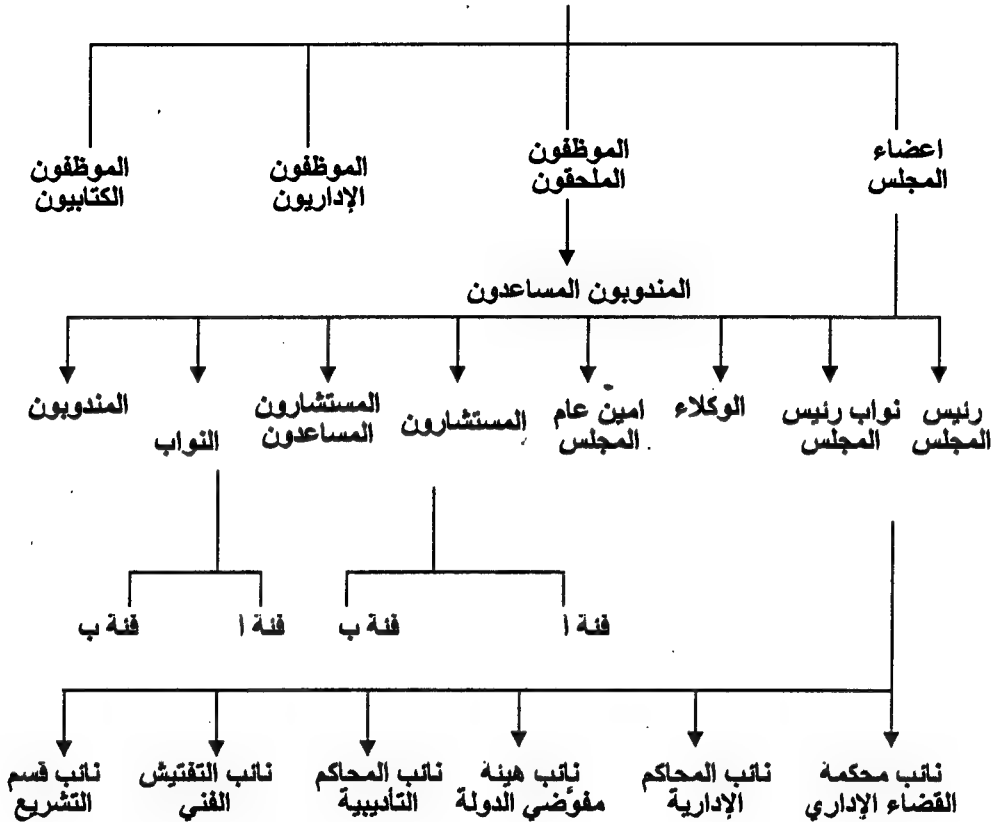 اعضاء
المجلس
الموظفون
الملحقون
الموظفون
الإداريون
الموظفون
الكتابيون
المندوبون المساعدون
رئيس
المجلس
نواب رئيس
المجلس
الوكلاء
امين عام
المجلس
المستشارون
المستشارون
المساعدون
النواب
المندوبون
فئة أ
فئة ب
فئة أ
فئة ب
نائب محكمة
القضاء الإداري
نائب المحاكم
الإدارية
نائب هيئة
مفوَّضي الدولة
نائب المحاكم
التأديبية
نائب التفتيش
الفني
نائب قسم
التشريع